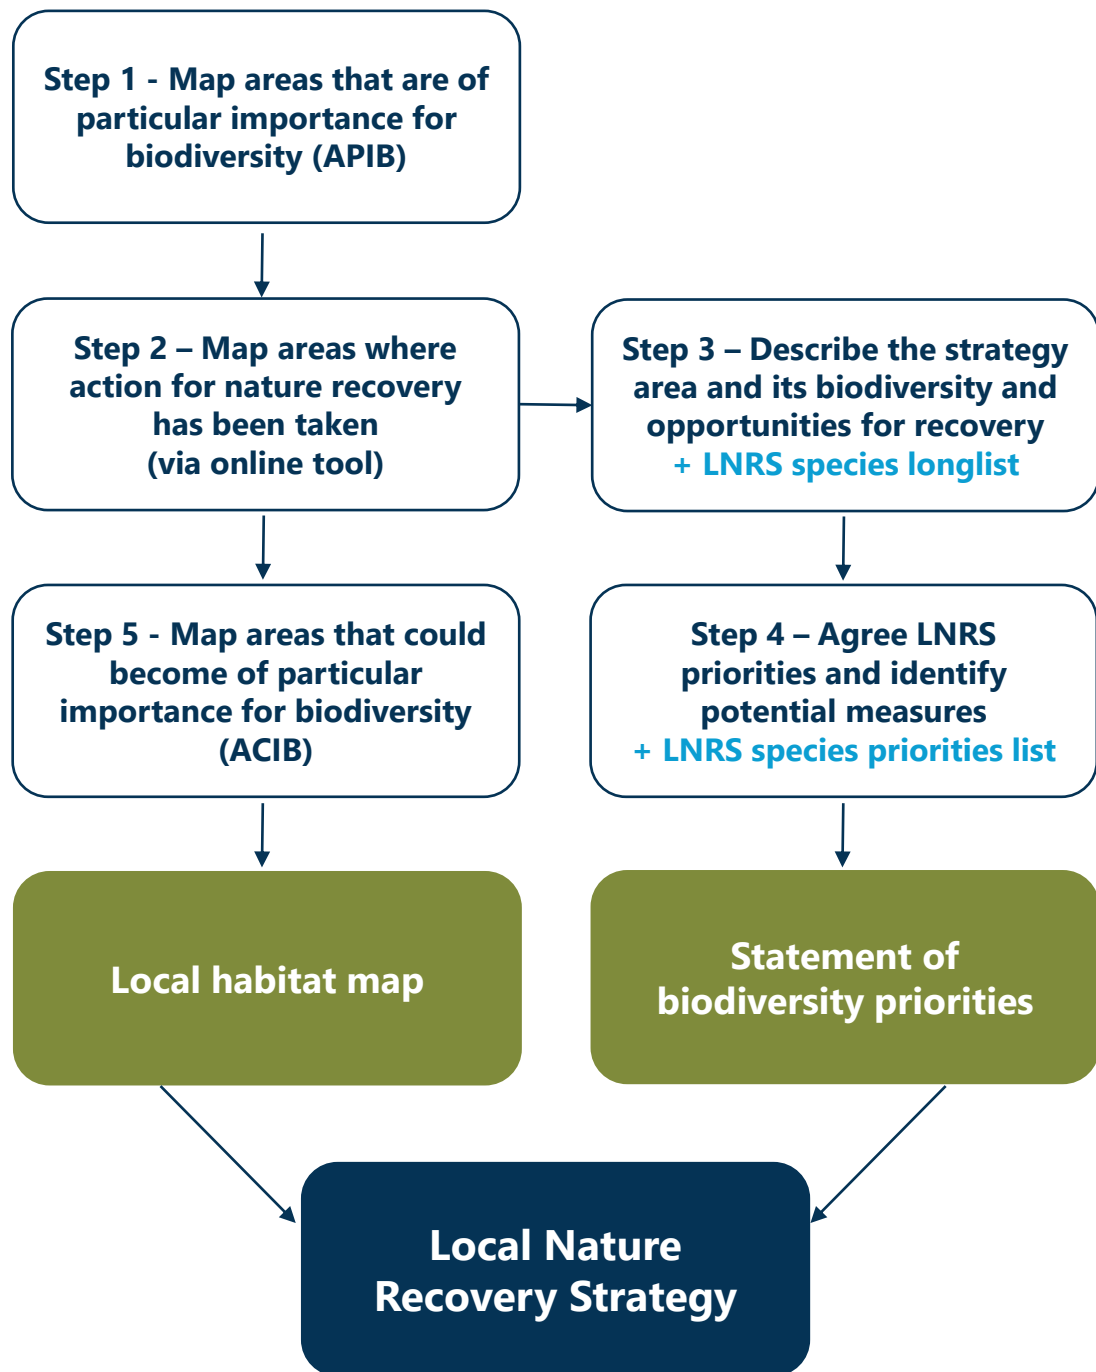 Step 1 - Map areas that are of
particular importance for
biodiversity (APIB)
Step 2 – Map areas where
action for nature recovery
has been taken
(via online tool)
Step 3 – Describe the strategy
area and its biodiversity and
opportunities for recovery
+ LNRS species longlist
Step 5 - Map areas that could
become of particular
importance for biodiversity
(ACIB)
Step 4 – Agree LNRS
priorities and identify
potential measures
+ LNRS species priorities list
Local habitat map
Statement of
biodiversity priorities
Local Nature
Recovery Strategy